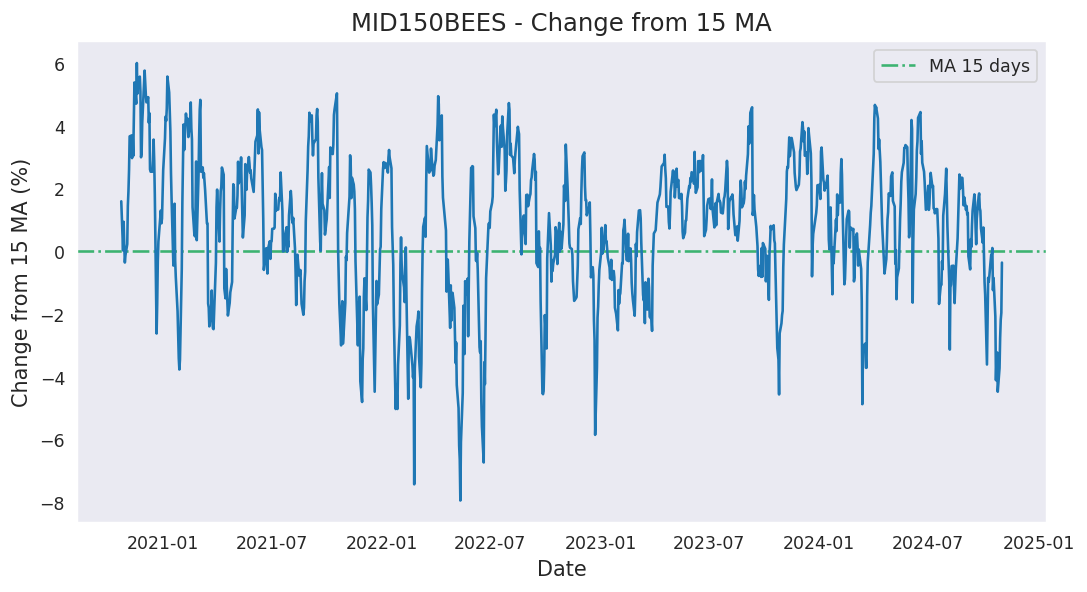 MID150BEES - Change from 15 MA
MA 15 days
Change from 15 MA (%)
6
4
2
0
−2
−4
−6
−8
2021-01 2021-07 2022-01 2022-07 2023-01 2023-07 2024-01 2024-07 2025-01
Date